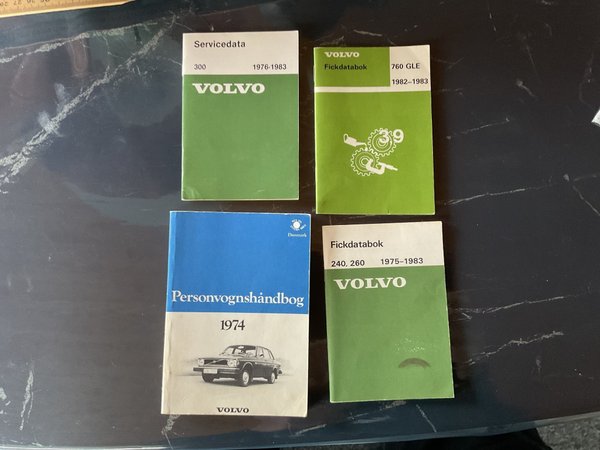 Servicedata
300 1976-1983
VOLVO
VOLVO
Fickdatabok 760 GLE
1982–1983
39
Danmark
Personvognshåndbog
1974
VOLVO
Fickdatabok
240, 260 1975–1983
VOLVO